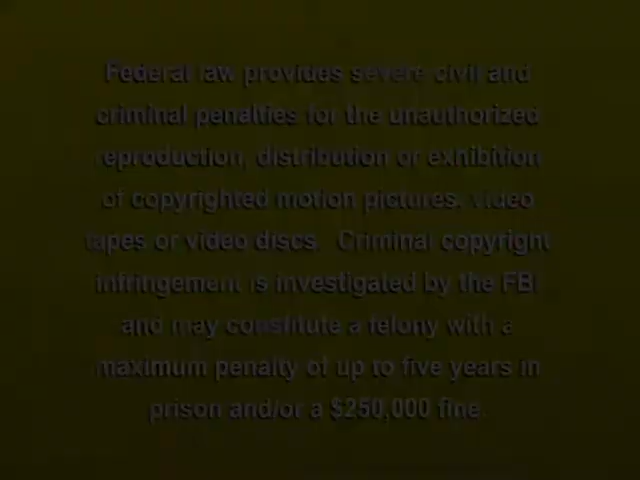 Federal law provides severe civil and
criminal penalties for the unauthorized
reproduction, distribution or exhibition
of copyrighted motion pictures, video
tapes or video discs. Criminal copyright
infringement is investigated by the FBI
and may constitute a felony with a
maximum penalty of up to five years in
prison and/or a $250,000 fine.